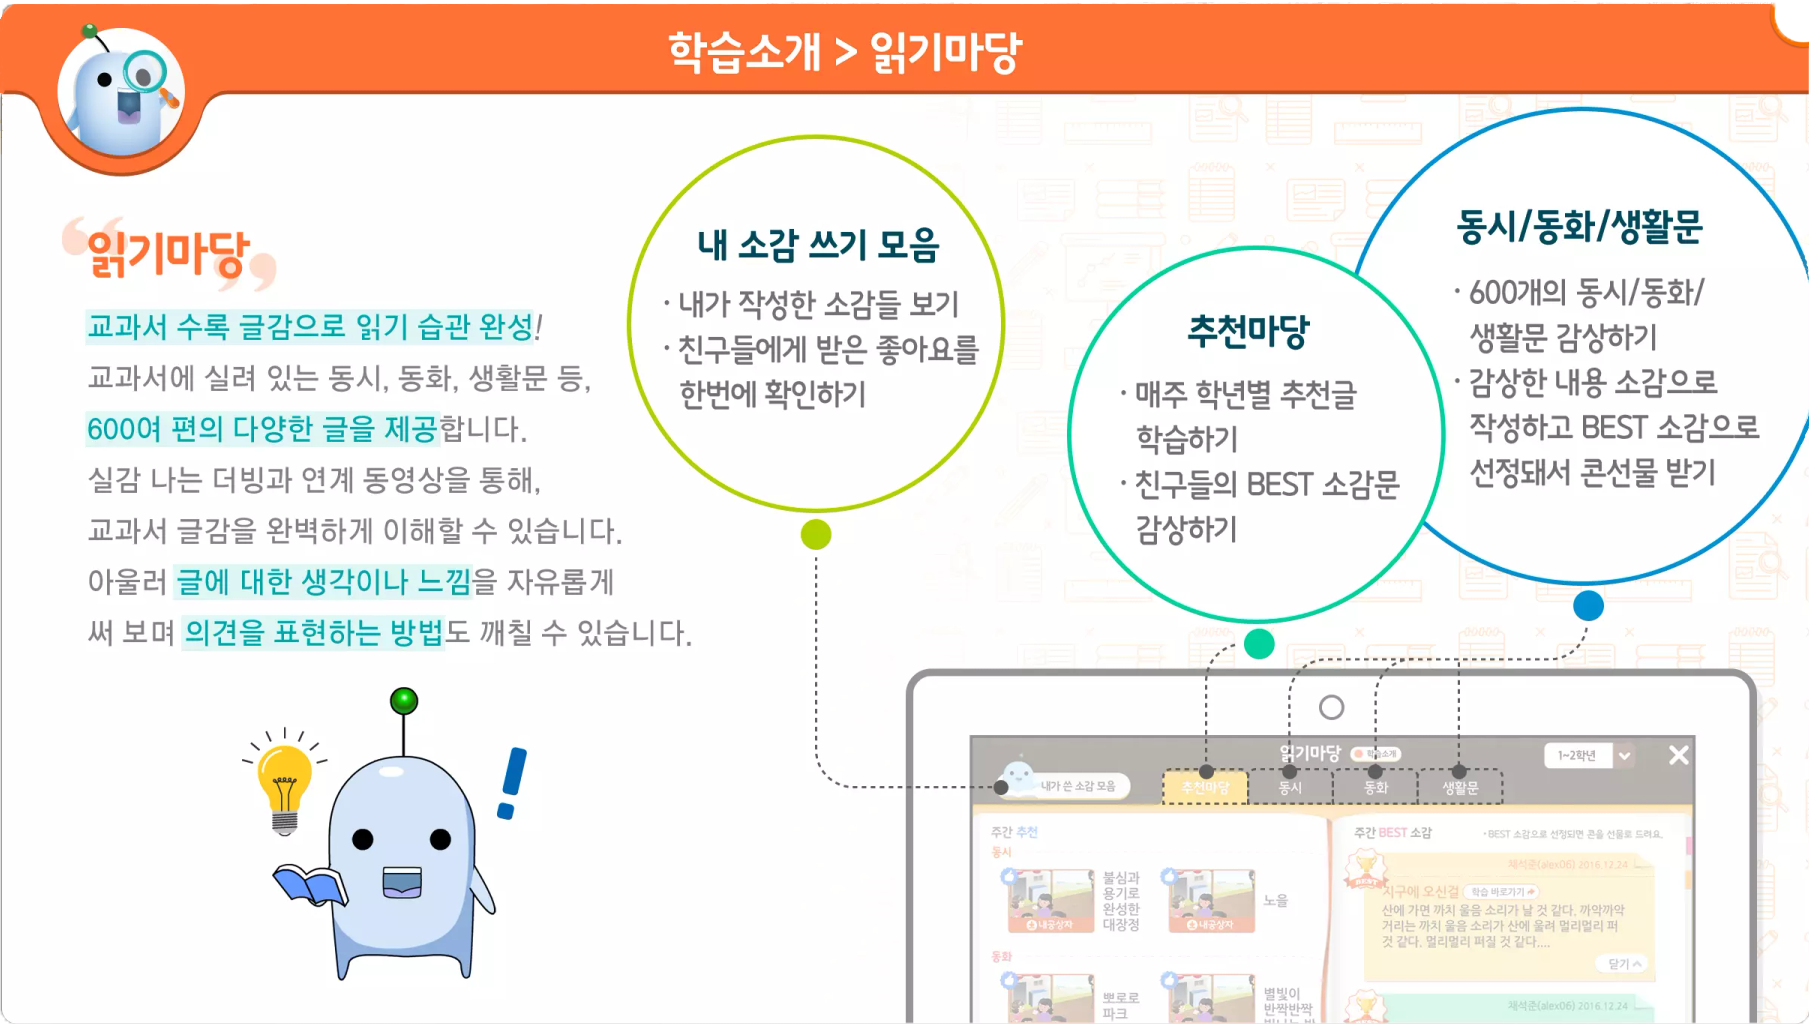 학습소개 > 읽기마당
읽기마당
교과서 수록 글감으로 읽기 습관 완성!
교과서에 실려 있는 동시, 동화, 생활문 등,
600여 편의 다양한 글을 제공합니다.
실감 나는 더빙과 연계 동영상을 통해,
교과서 글감을 완벽하게 이해할 수 있습니다.
아울러 글에 대한 생각이나 느낌을 자유롭게
써 보며 의견을 표현하는 방법도 깨칠 수 있습니다.
내 소감 쓰기 모음
· 내가 작성한 소감들 보기
· 친구들에게 받은 좋아요를
한번에 확인하기
추천마당
· 매주 학년별 추천글
학습하기
· 친구들의 BEST 소감문
감상하기
동시/동화/생활문
· 600개의 동시/동화/
생활문 감상하기
· 감상한 내용 소감으로
작성하고 BEST 소감으로
선정돼서 콘선물 받기
읽기마당
학습소개
1~2학년
내가 쓴 소감 모음
추천마당
동시
동화
생활문
주간 추천
동시
불심과
용기로
완성한
대장정
내공상자
노을
내공상자
동화
뽀로로
파크
별빛이
반짝반짝
주간 BEST 소감
• BEST 소감으로 선정되면 콘을 선물로 드려요.
채석준(alex06) 2016.12.24
BEST
지구에 오신걸
학습 바로가기
산에 가면 까치 울음 소리가 날 것 같다. 까악까악
거리는 까치 울음 소리가 산에 울려 멀리멀리 퍼
것 같다. 멀리멀리 퍼질 것 같다....
닫기
채석준(alex06) 2016.12.24